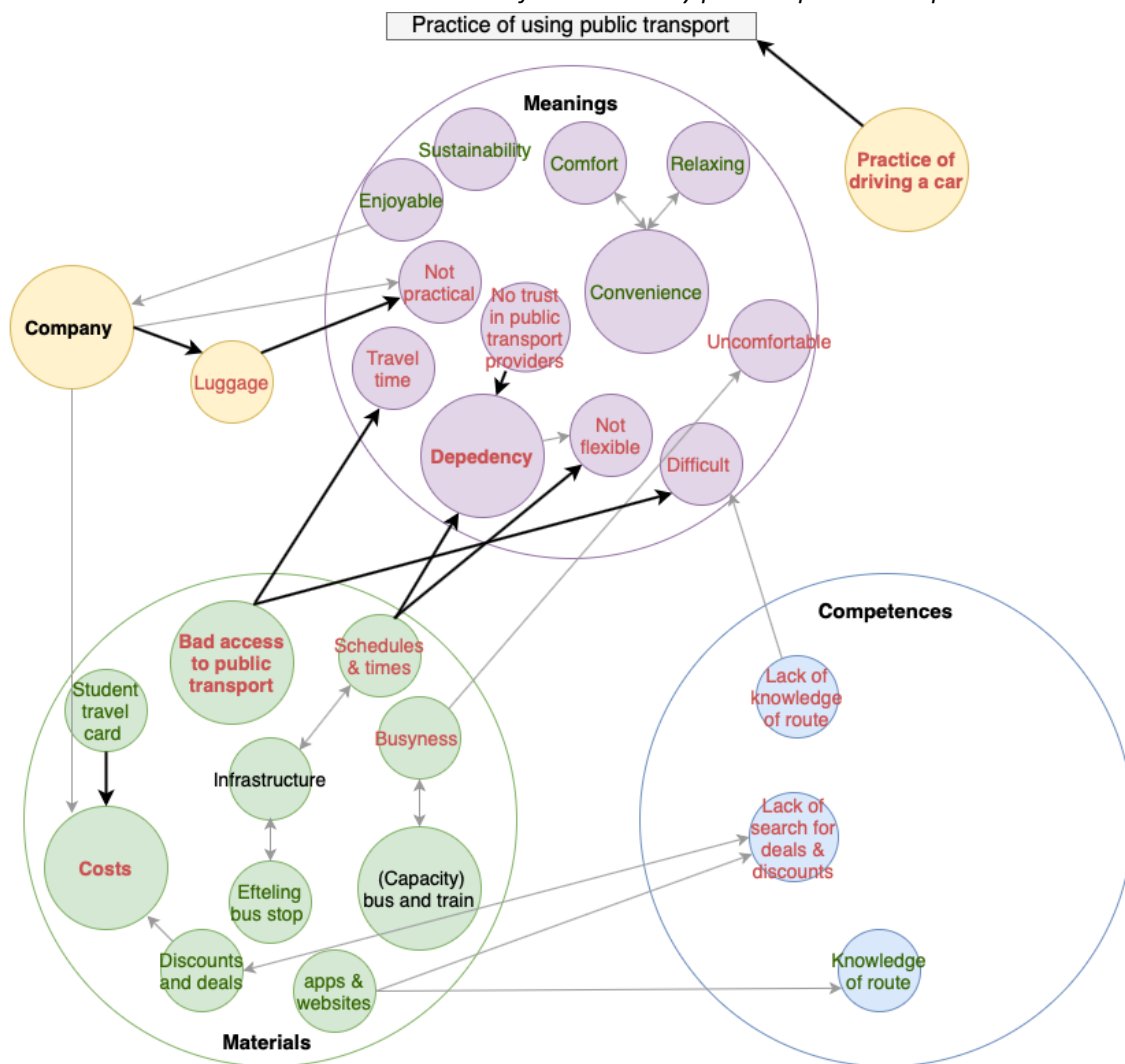 Practice of using public transport
Meanings
Sustainability
Comfort
Relaxing
Practice of
driving a car
Enjoyable
Not
practical
No trust
in public
transport
providers
Convenience
Company
Luggage
Travel
time
Uncomfortable
Depedency
Not
flexible
Difficult
Competences
Bad access
to public
transport
Schedules
& times
Student
travel
card
Lack of
knowledge
of route
Busyness
Infrastructure
Costs
Lack of
search for
deals &
discounts
Efteling
bus stop
(Capacity)
bus and train
Discounts
and deals
apps &
websites
Knowledge
of route
Materials